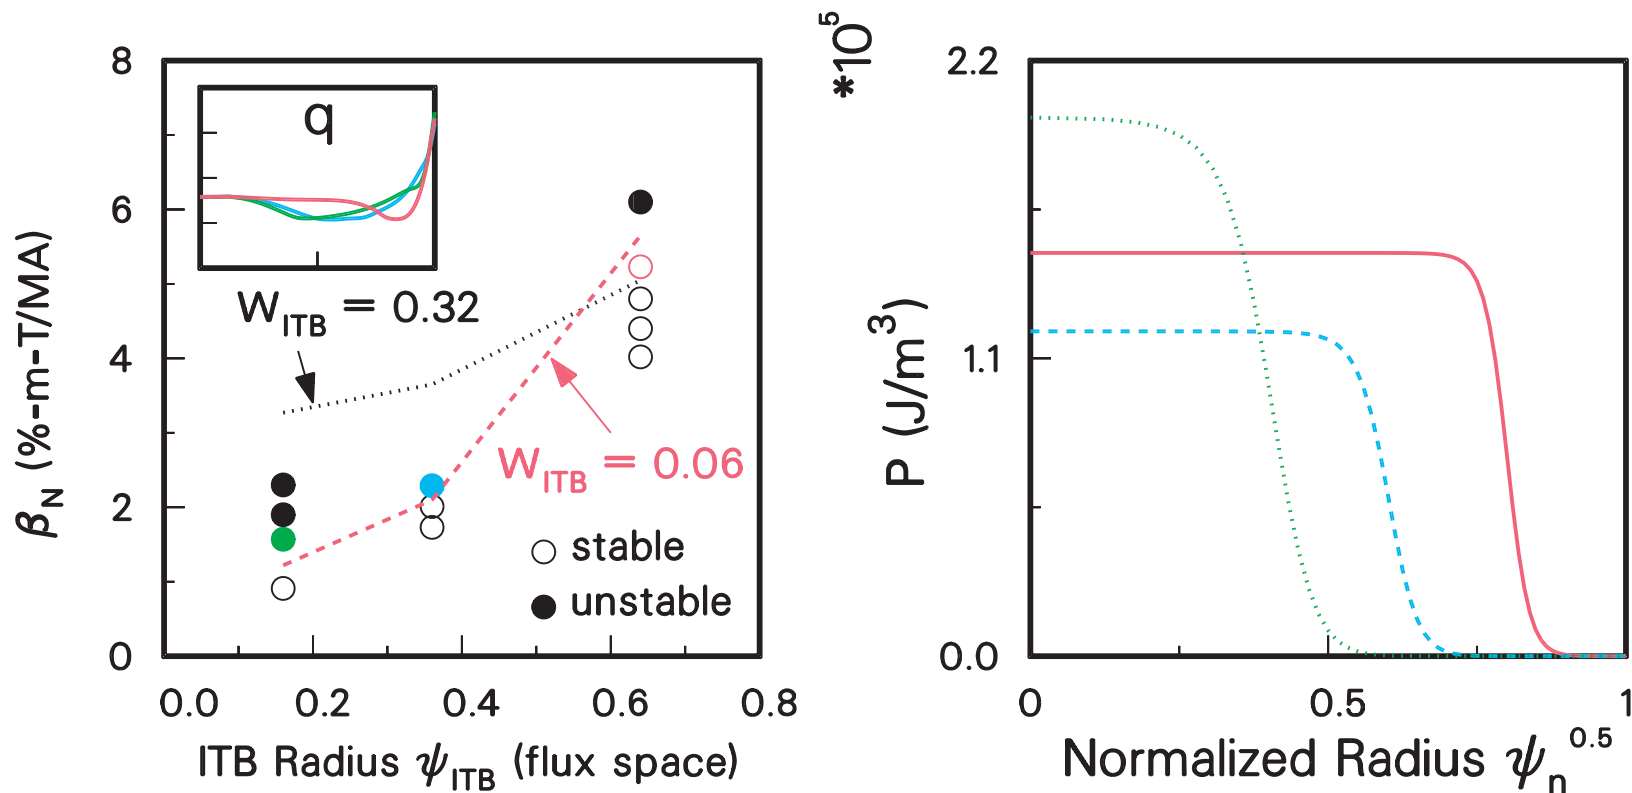 8
6
4
2
0
β_N (%-m-T/MA)
q
W_ITB = 0.32
W_ITB = 0.06
stable
unstable
0.0 0.2 0.4 0.6 0.8
ITB Radius ψ_ITB (flux space)
*10^5
2.2
1.1
0.0
P (J/m^3)
0 0.5 1
Normalized Radius ψ_n^0.5